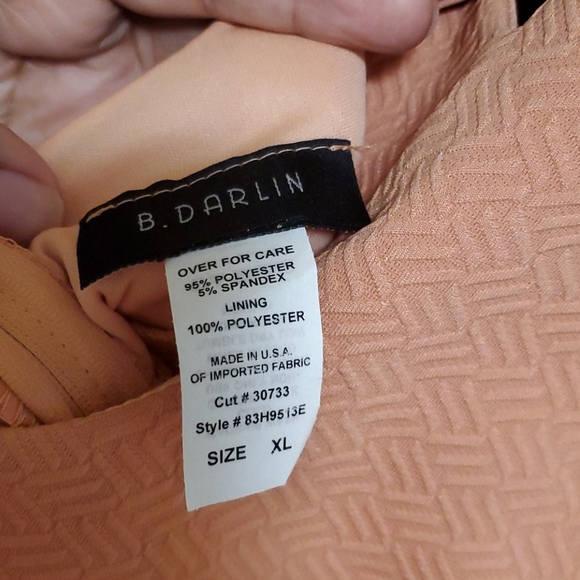 B. DARLIN
OVER FOR CARE
95% POLYESTER
5% SPANDEX
LINING
100% POLYESTER
MADE IN U.S.A.
OF IMPORTED FABRIC
Cut # 30733
Style # 83H9513E
SIZE XL